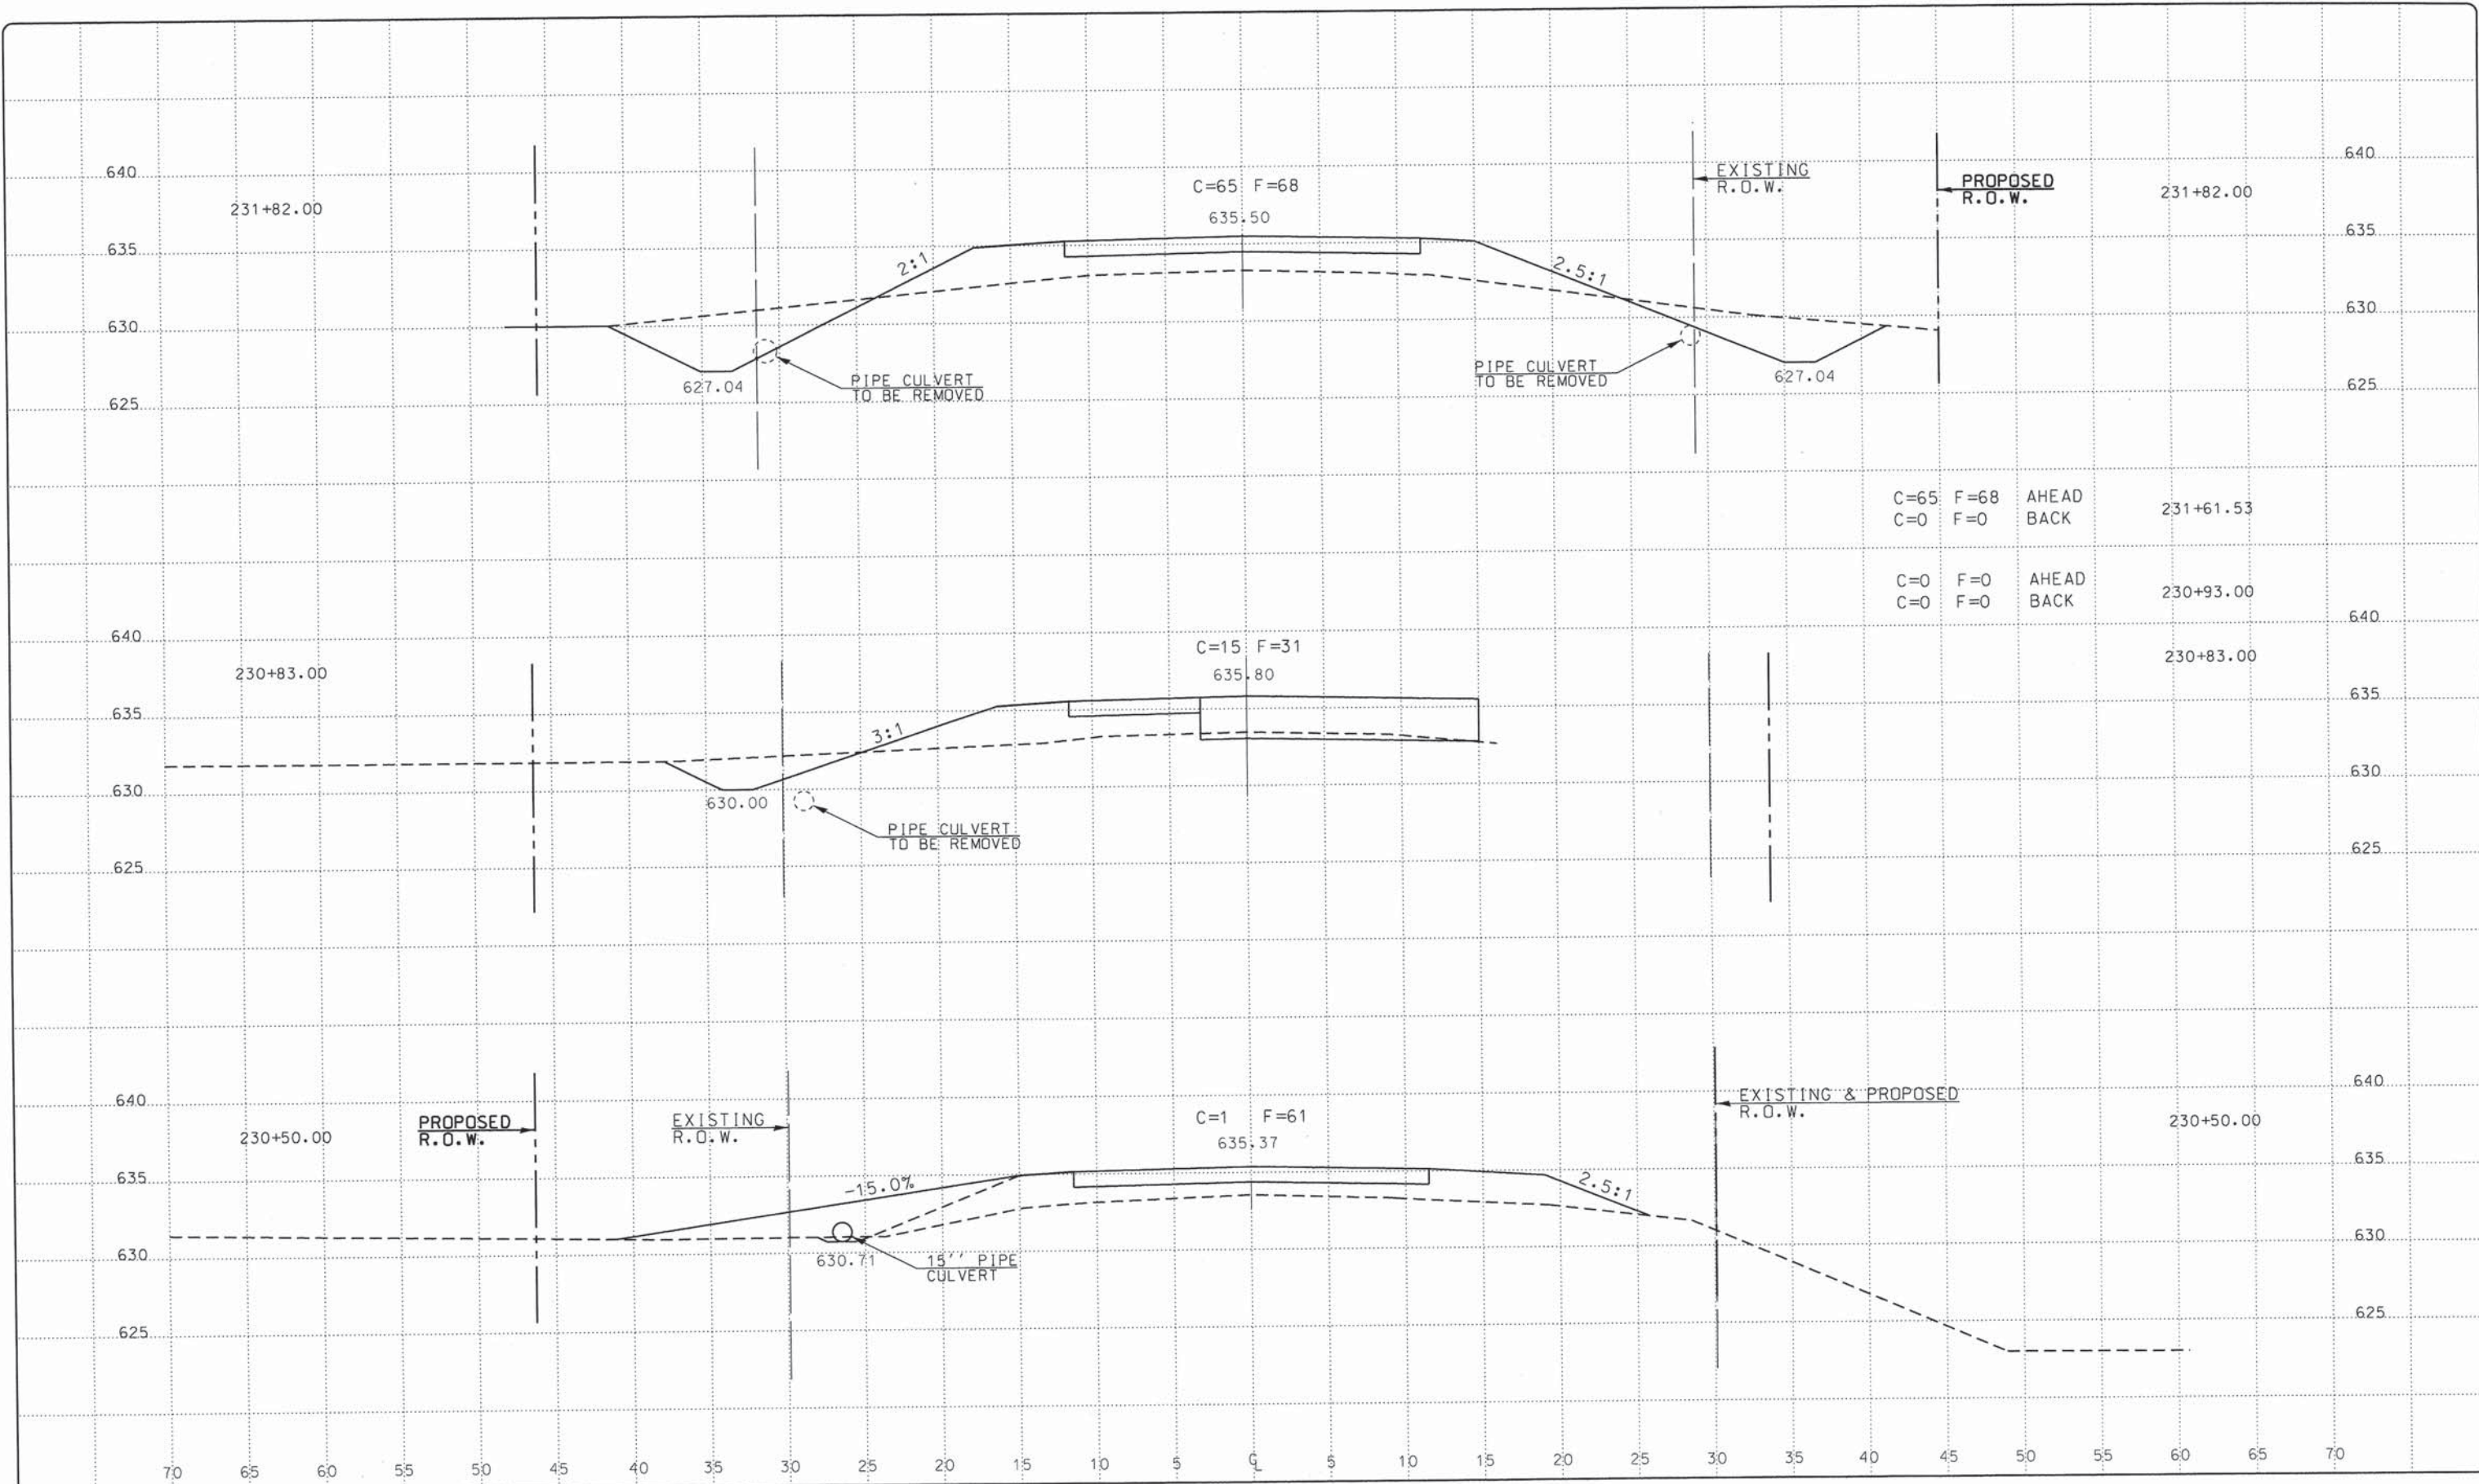 640
640
231+82.00
C=65 F=68
EXISTING
R.O.W.
PROPOSED
R.O.W.
231+82.00
635.50
635
635
2:1
2.5:1
630
630
PIPE CULVERT
TO BE REMOVED
PIPE CULVERT
TO BE REMOVED
627.04
627.04
625
625
C=65 F=68 AHEAD
C=0 F=0 BACK
231+61.53
C=0 F=0 AHEAD
C=0 F=0 BACK
230+93.00
640
640
230+83.00
C=15 F=31
635.80
230+83.00
635
635
3:1
630
630
630.00
PIPE CULVERT
TO BE REMOVED
625
625
640
640
230+50.00
PROPOSED
R.O.W.
EXISTING
R.O.W.
C=1 F=61
635.37
EXISTING & PROPOSED
R.O.W.
230+50.00
635
635
-15.0%
2.5:1
630
630
630.71
15'' PIPE
CULVERT
625
625
70 65 60 55 50 45 40 35 30 25 20 15 10 5 CL 5 10 15 20 25 30 35 40 45 50 55 60 65 70